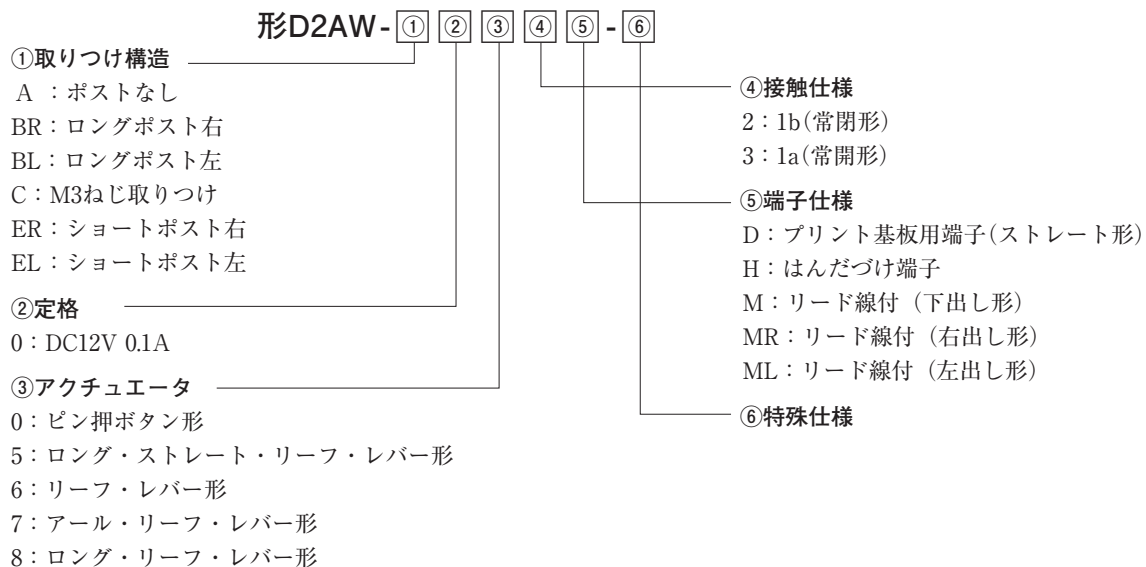 形D2AW-① ② ③ ④ ⑤ - ⑥
①取りつけ構造
A ：ポストなし
BR：ロングポスト右
BL：ロングポスト左
C：M3ねじ取りつけ
ER：ショートポスト右
EL：ショートポスト左
②定格
0：DC12V 0.1A
③アクチュエータ
0：ピン押ボタン形
5：ロング・ストレート・リーフ・レバー形
6：リーフ・レバー形
7：アール・リーフ・レバー形
8：ロング・リーフ・レバー形
④接触仕様
2：1b(常閉形)
3：1a(常開形)
⑤端子仕様
D：プリント基板用端子(ストレート形)
H：はんだづけ端子
M：リード線付（下出し形）
MR：リード線付（右出し形）
ML：リード線付（左出し形）
⑥特殊仕様